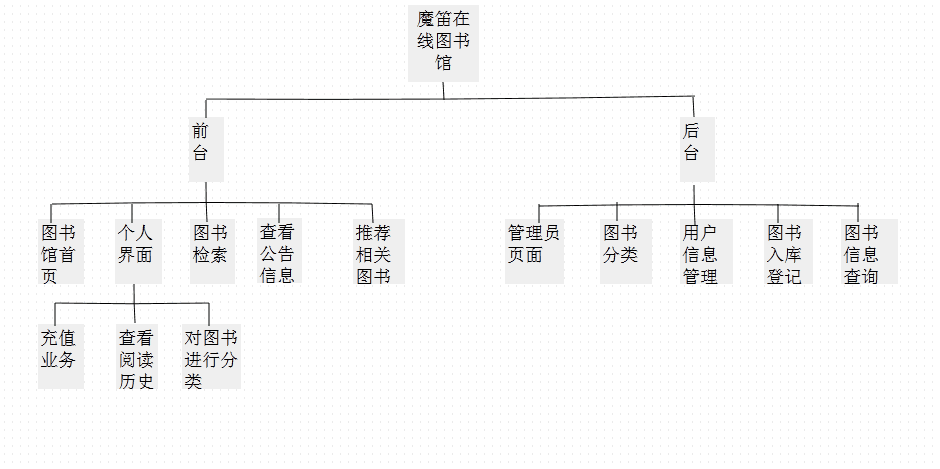 魔笛在
线图书
馆
前
台
后
台
图书
馆首
页
个人
界面
图书
检索
查看
公告
信息
推荐
相关
图书
管理员
页面
图书
分类
用户
信息
管理
图书
入库
登记
图书
信息
查询
充值
业务
查看
阅读
历史
对图书
进行分
类